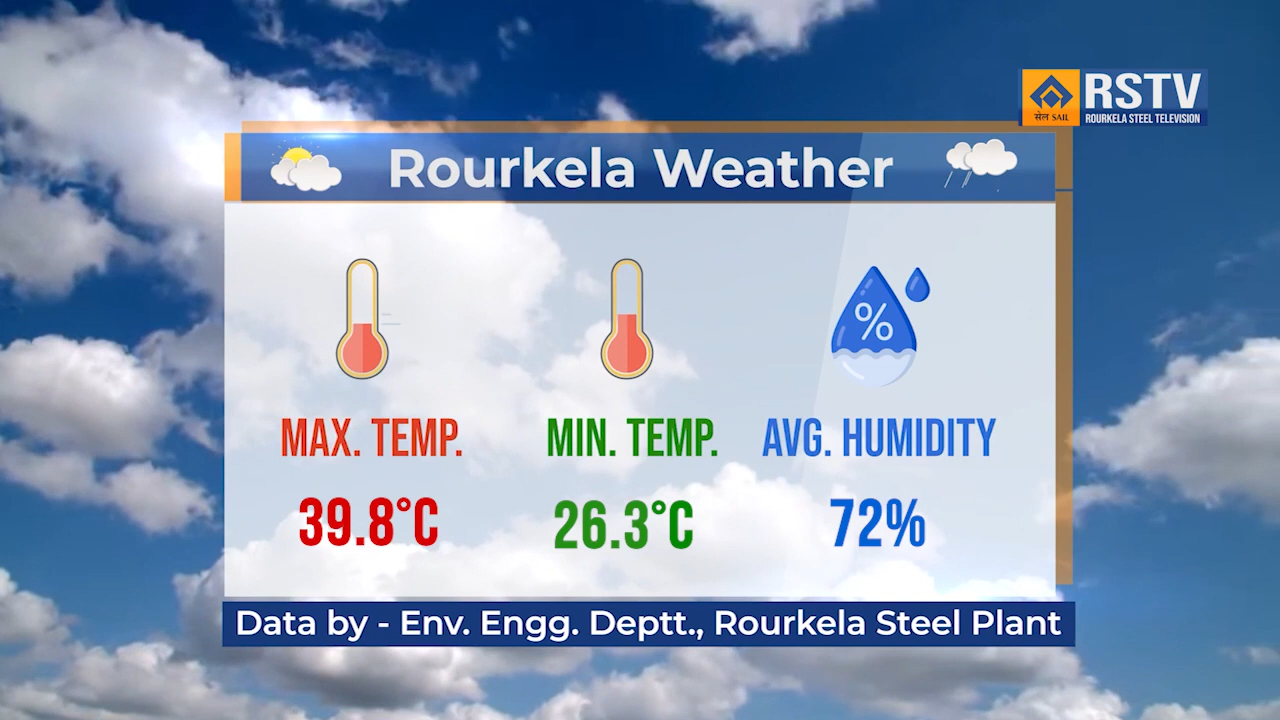 RSTV
सेल SAIL
ROURKELA STEEL TELEVISION
Rourkela Weather
%
MAX. TEMP.
MIN. TEMP.
AVG. HUMIDITY
39.8°C
26.3°C
72%
Data by - Env. Engg. Deptt., Rourkela Steel Plant